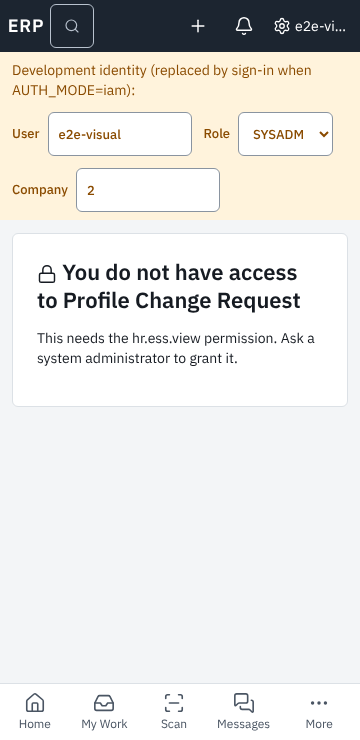 ERP
e2e-vi...
Development identity (replaced by sign-in when
AUTH_MODE=iam):
User e2e-visual Role SYSADM
Company 2
You do not have access
to Profile Change Request
This needs the hr.ess.view permission. Ask a
system administrator to grant it.
Home My Work Scan Messages More